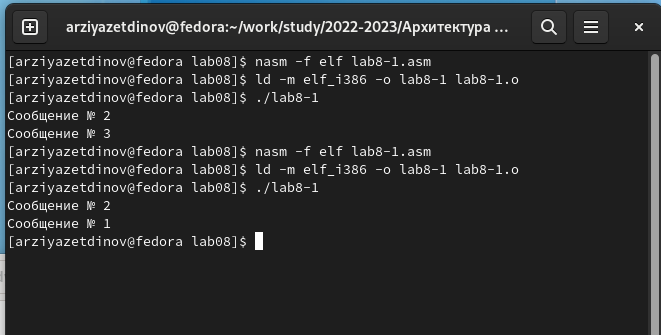 arziyazetdinov@fedora:~/work/study/2022-2023/Архитектура ...
[arziyazetdinov@fedora lab08]$ nasm -f elf lab8-1.asm
[arziyazetdinov@fedora lab08]$ ld -m elf_i386 -o lab8-1 lab8-1.o
[arziyazetdinov@fedora lab08]$ ./lab8-1
Сообщение № 2
Сообщение № 3
[arziyazetdinov@fedora lab08]$ nasm -f elf lab8-1.asm
[arziyazetdinov@fedora lab08]$ ld -m elf_i386 -o lab8-1 lab8-1.o
[arziyazetdinov@fedora lab08]$ ./lab8-1
Сообщение № 2
Сообщение № 1
[arziyazetdinov@fedora lab08]$